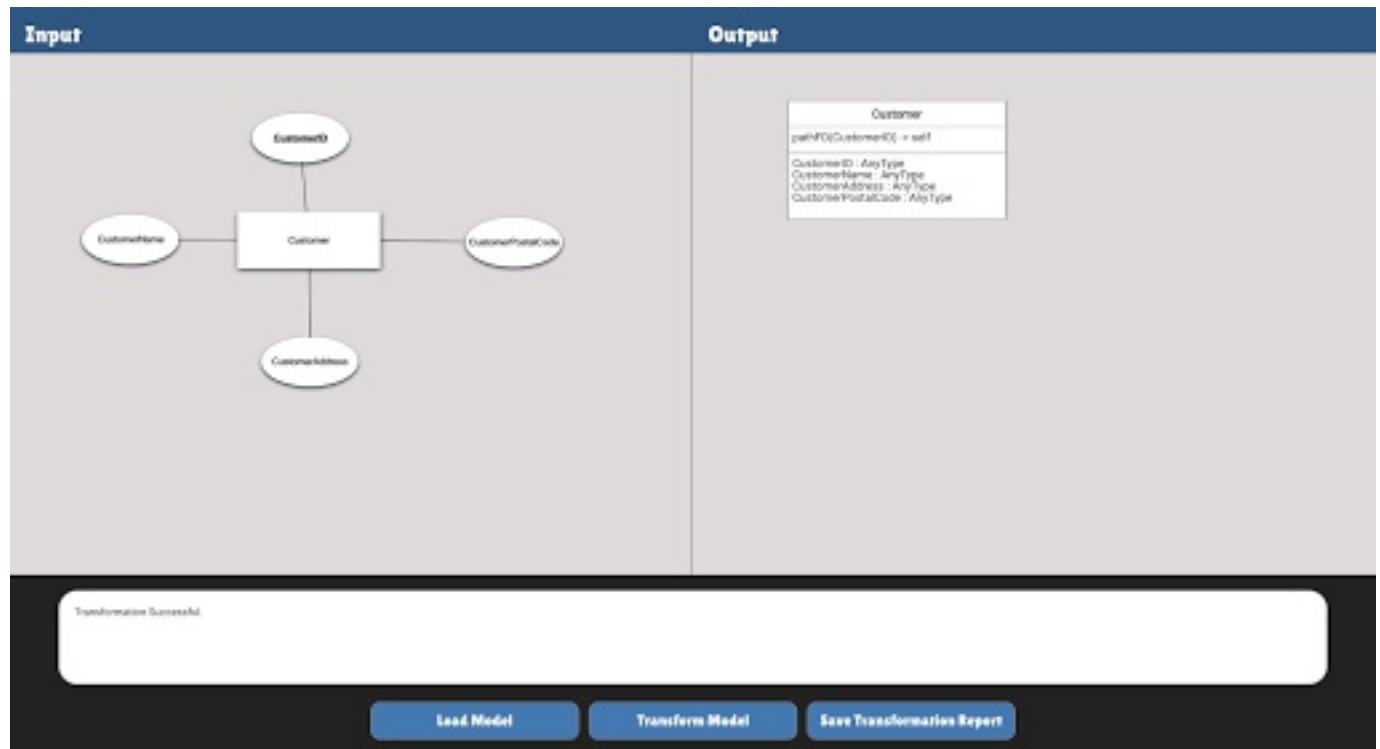 Input
Output
CustomerID
CustomerName
Customer
CustomerPostalCode
CustomerAddress
Customer
pathFD(CustomerID) -> self
CustomerID : AnyType
CustomerName : AnyType
CustomerAddress : AnyType
CustomerPostalCode : AnyType
Transformation Successful.
Load Model
Transform Model
Save Transformation Report